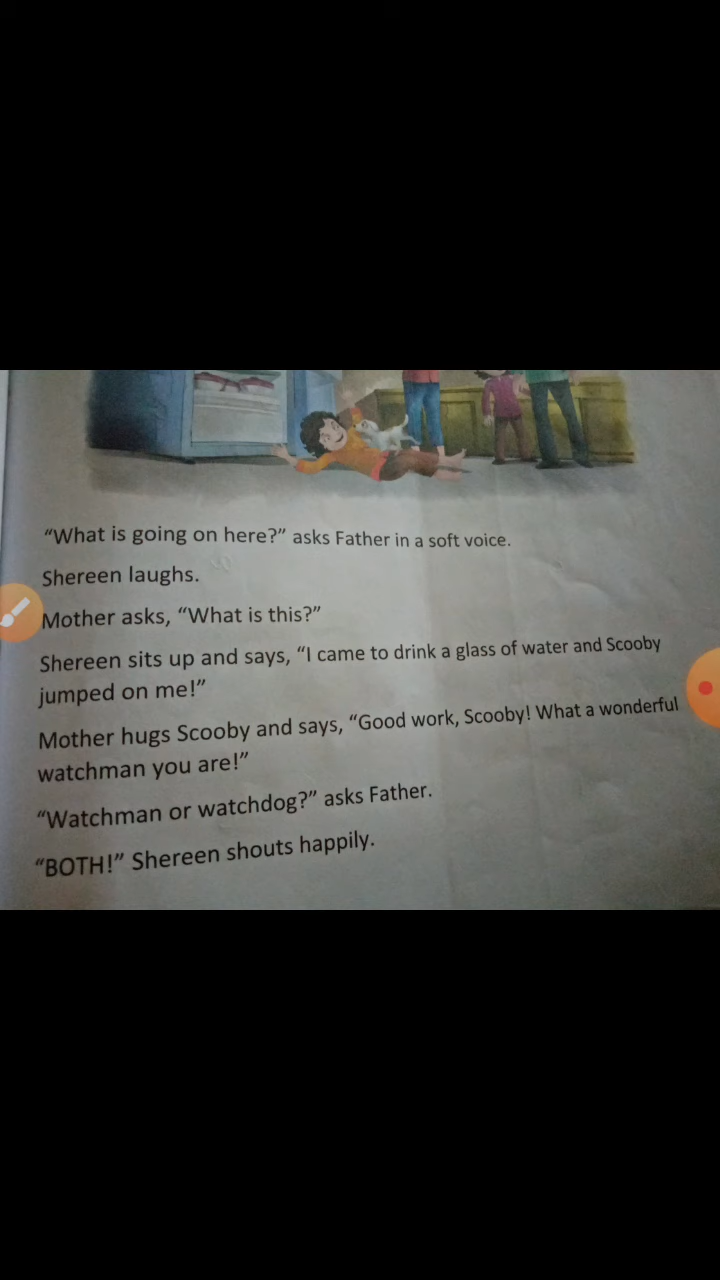 “What is going on here?” asks Father in a soft voice.
Shereen laughs.
Mother asks, “What is this?”
Shereen sits up and says, “I came to drink a glass of water and Scooby
jumped on me!”
Mother hugs Scooby and says, “Good work, Scooby! What a wonderful
watchman you are!”
“Watchman or watchdog?” asks Father.
“BOTH!” Shereen shouts happily.